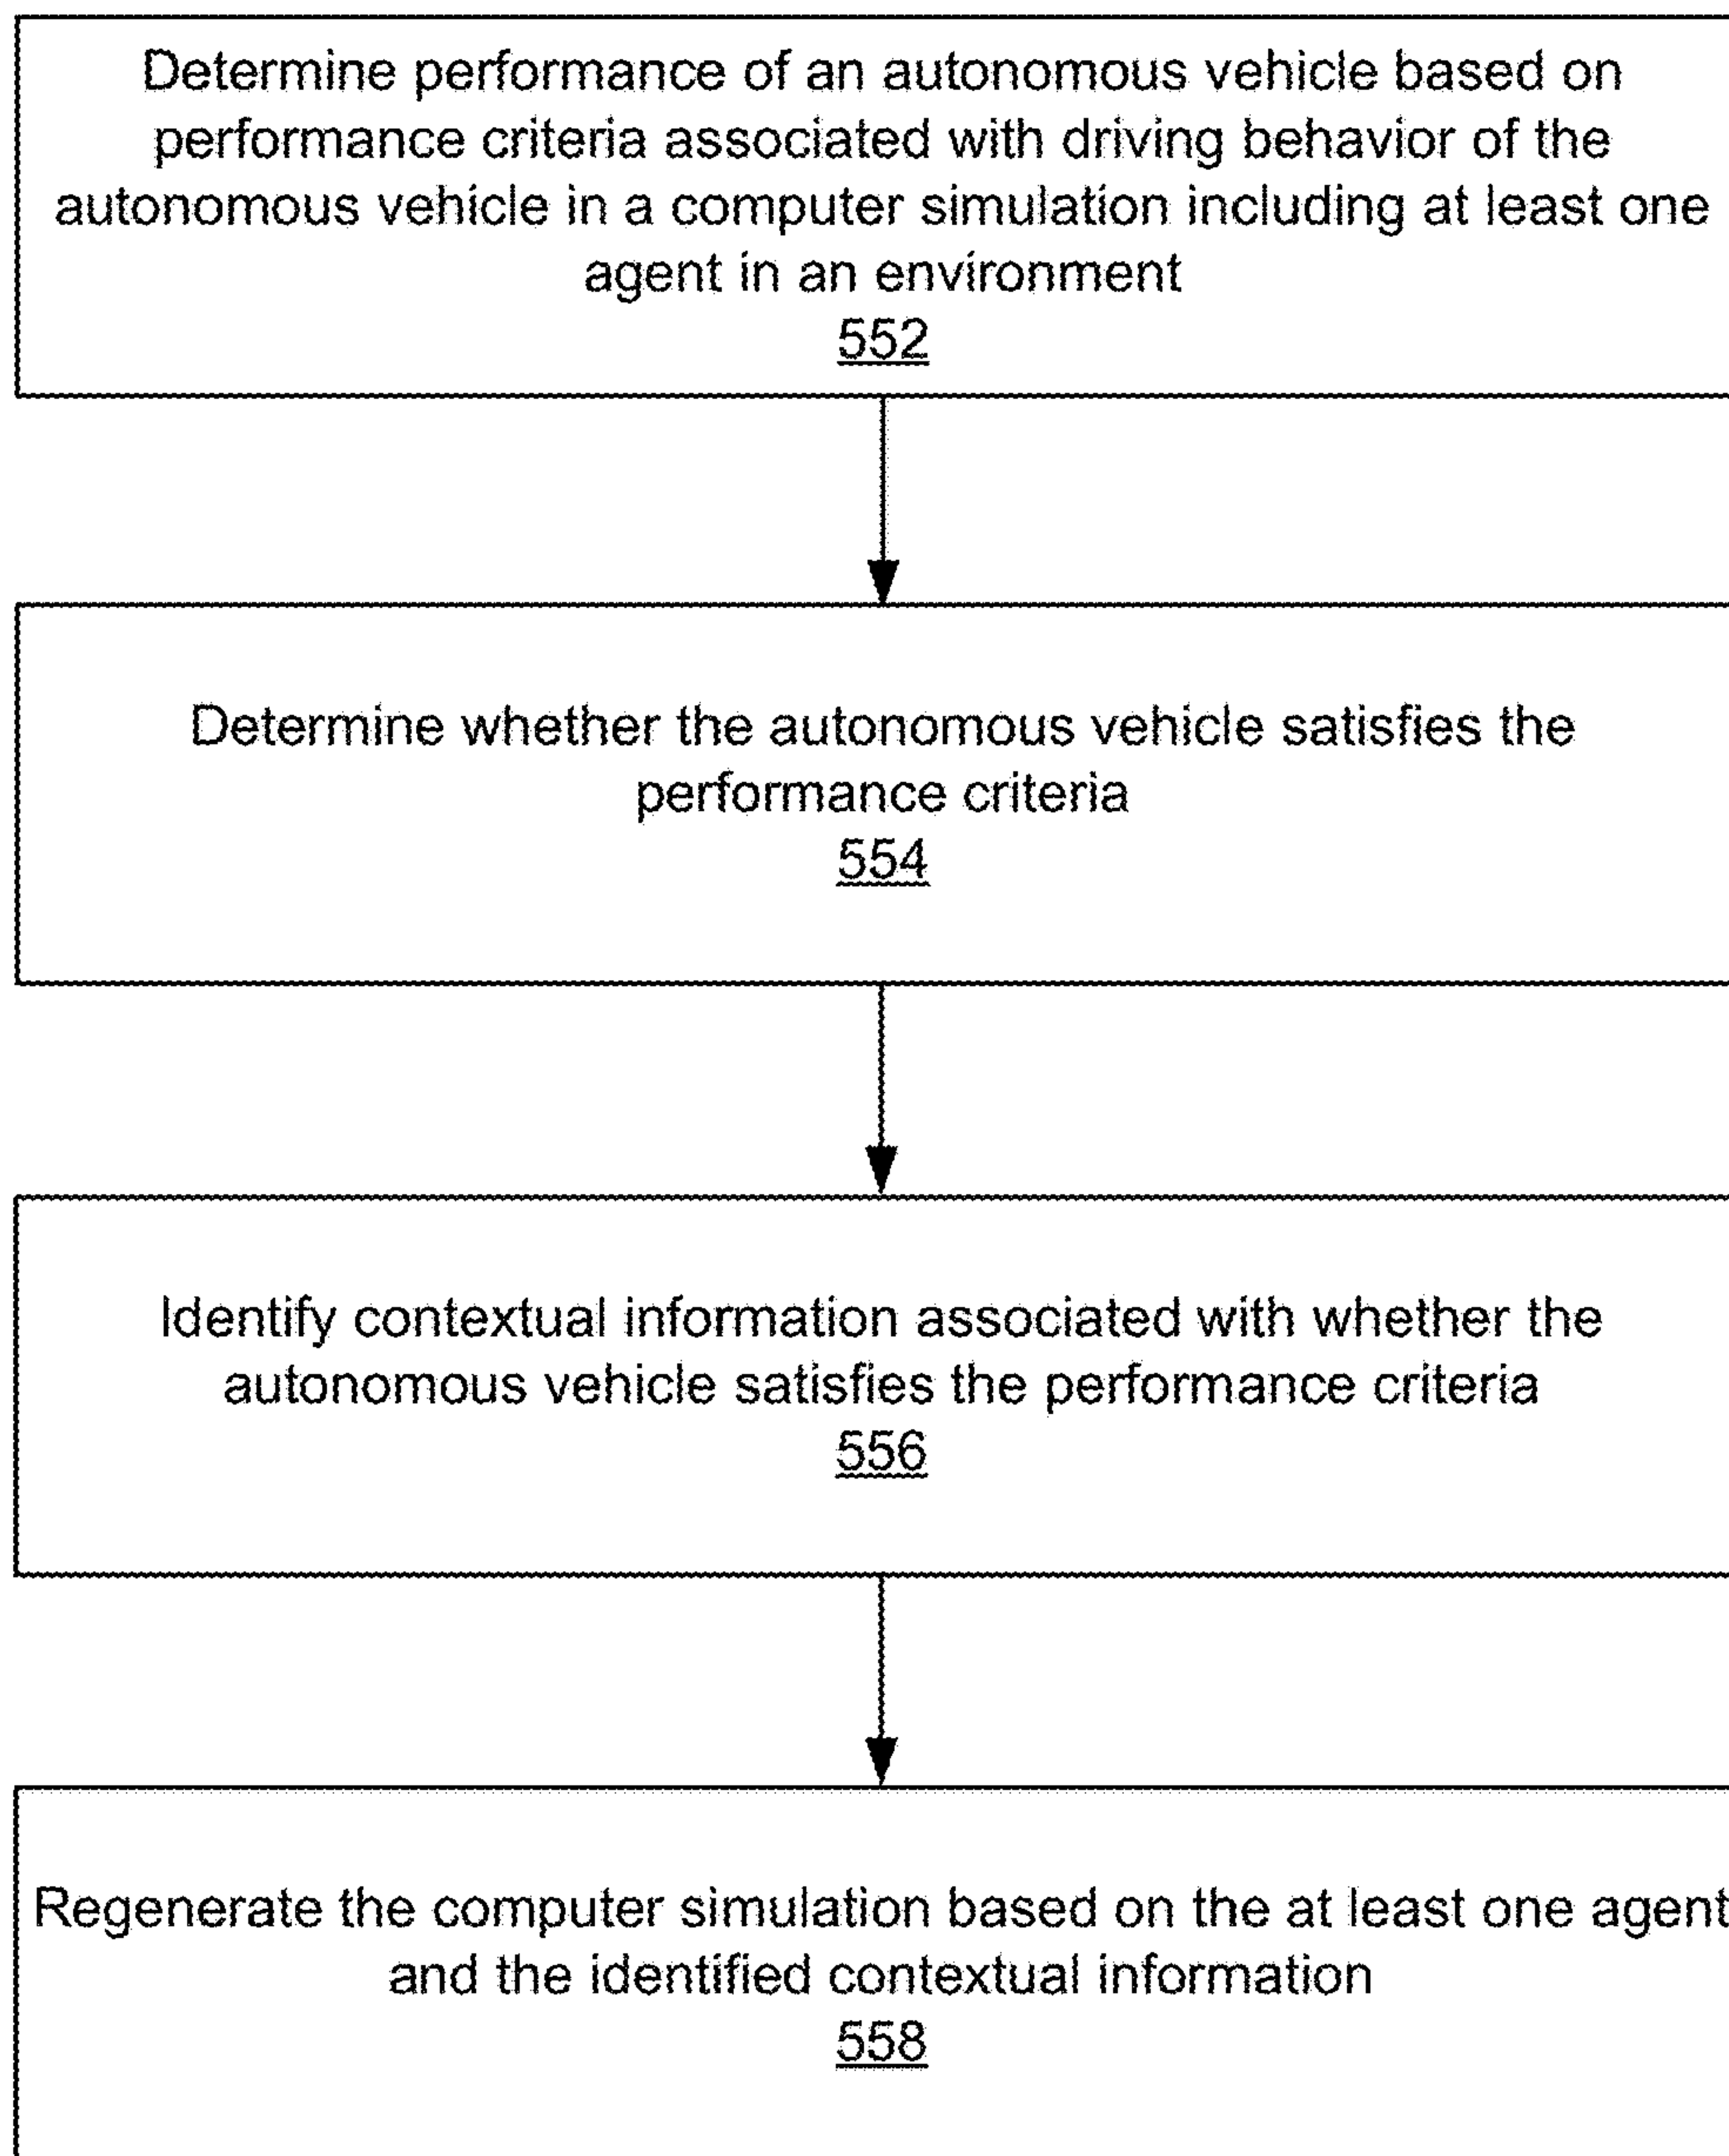 Determine performance of an autonomous vehicle based on
performance criteria associated with driving behavior of the
autonomous vehicle in a computer simulation including at least one
agent in an environment
552
Determine whether the autonomous vehicle satisfies the
performance criteria
554
Identify contextual information associated with whether the
autonomous vehicle satisfies the performance criteria
556
Regenerate the computer simulation based on the at least one agent
and the identified contextual information
558